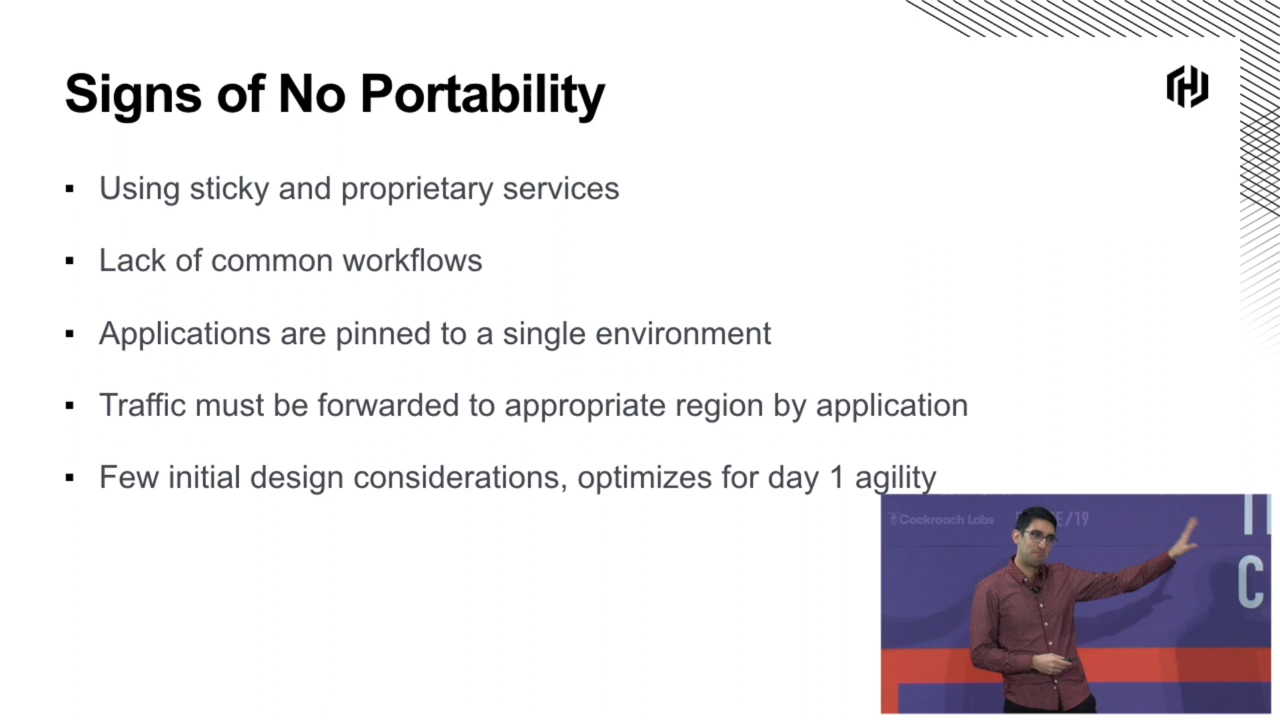 Signs of No Portability
Using sticky and proprietary services
Lack of common workflows
Applications are pinned to a single environment
Traffic must be forwarded to appropriate region by application
Few initial design considerations, optimizes for day 1 agility
Cockroach Labs
/19
C